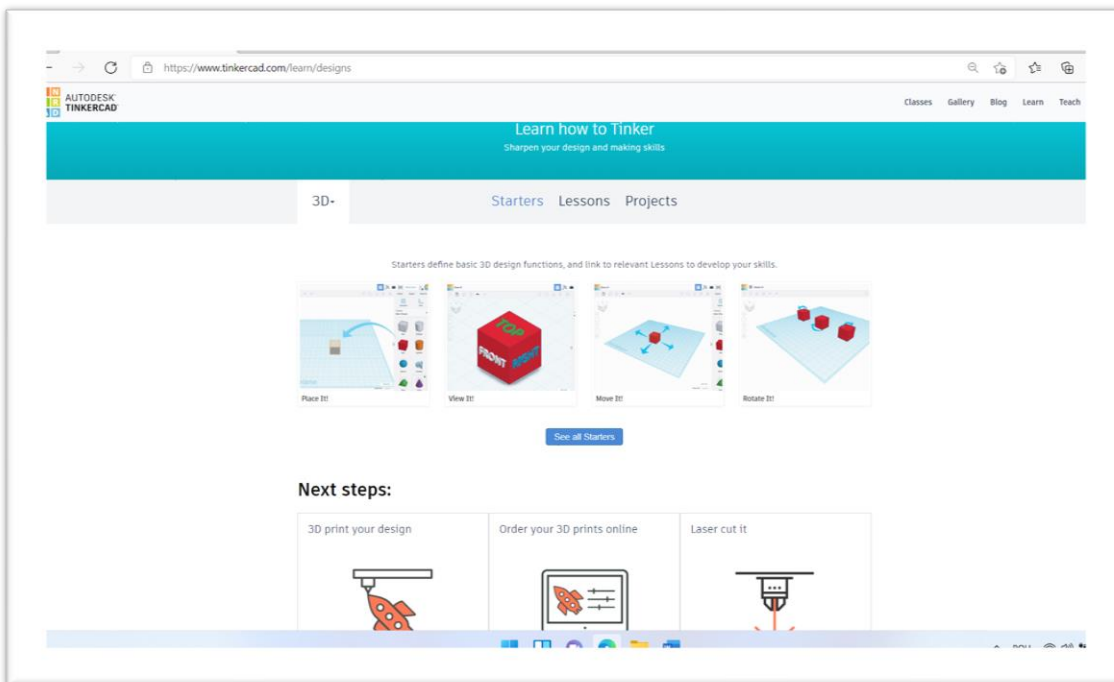 https://www.tinkercad.com/learn/designs
AUTODESK
TINKERCAD
Classes Gallery Blog Learn Teach
Learn how to Tinker
Sharpen your design and making skills
3D
Starters Lessons Projects
Starters define basic 3D design functions, and link to relevant Lessons to develop your skills.
TOP
FRONT RIGHT
Place It! View It! Move It! Rotate It!
See all Starters
Next steps:
3D print your design Order your 3D prints online Laser cut it